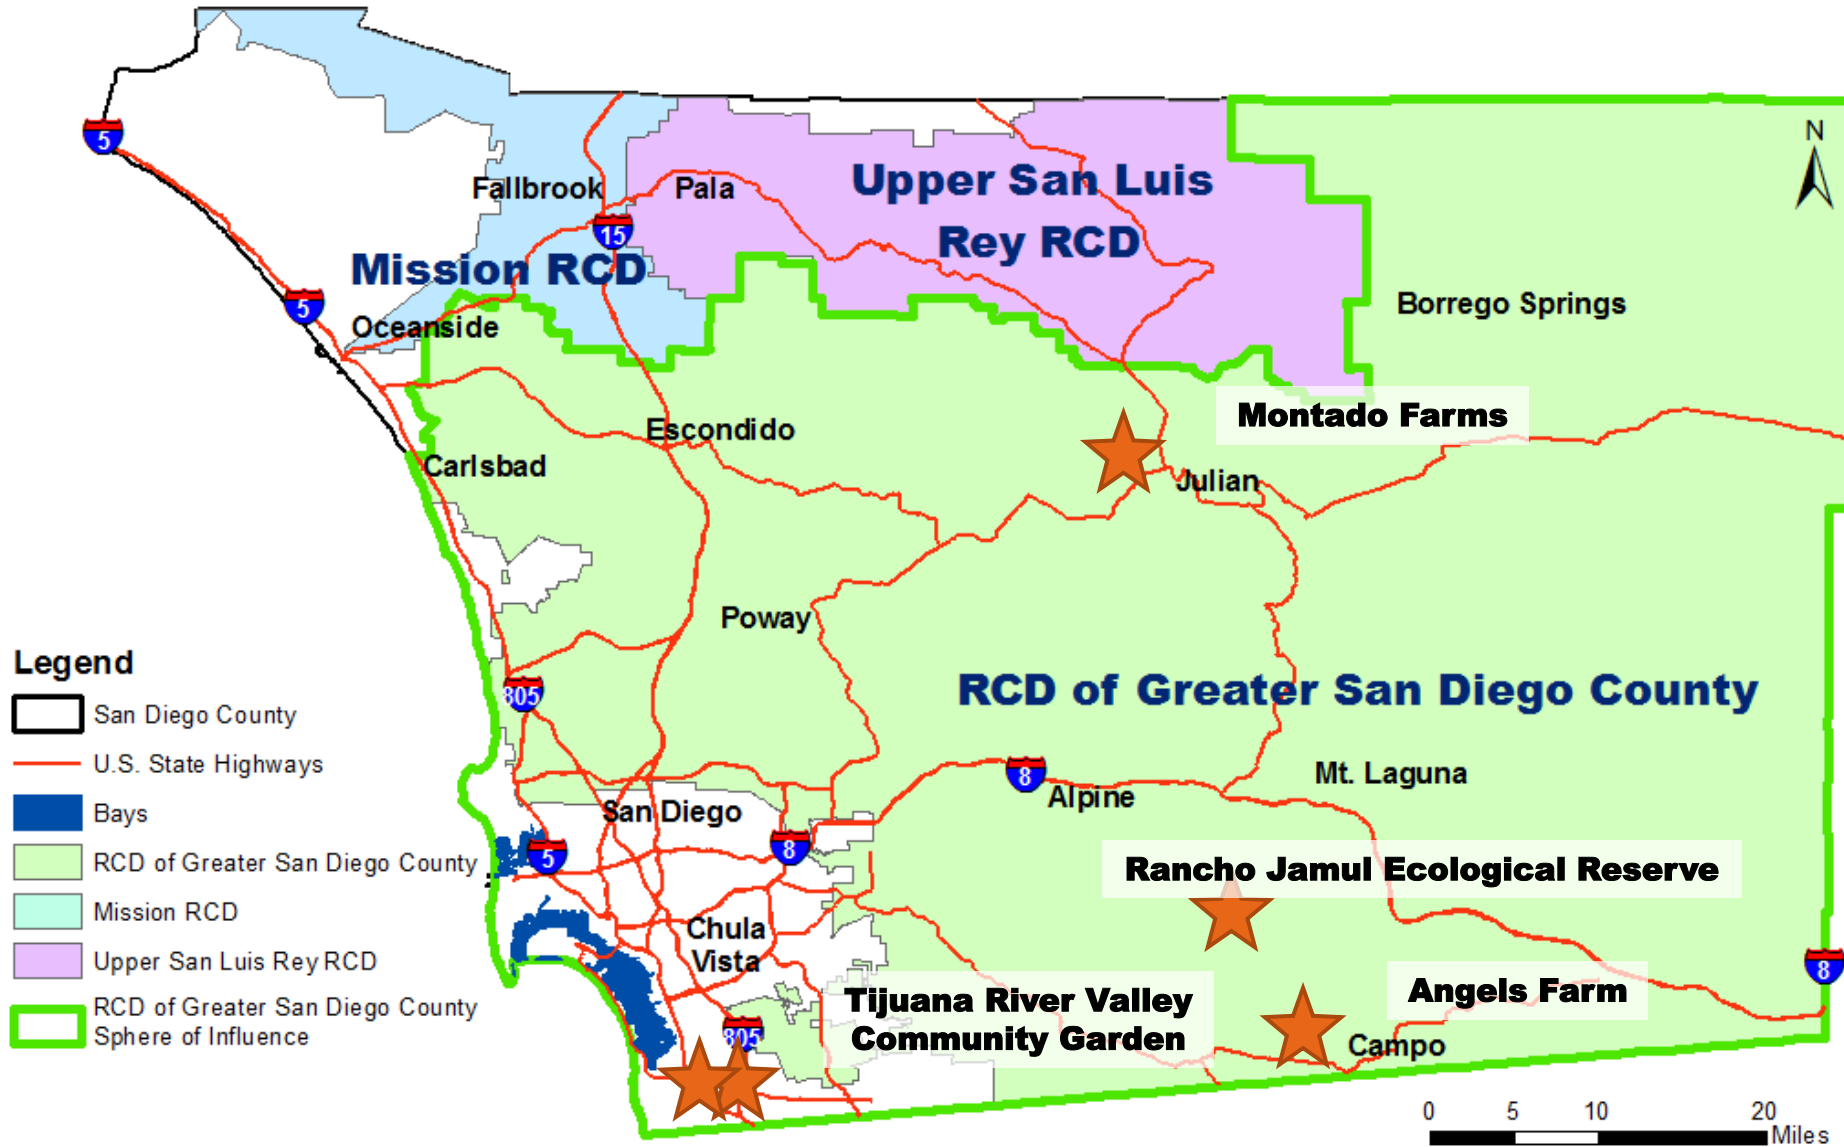 N
5
Fallbrook
Pala
Upper San Luis
Rey RCD
15
Mission RCD
5
Oceanside
Borrego Springs
Montado Farms
Escondido
Carlsbad
Julian
Poway
Legend
San Diego County
U.S. State Highways
Bays
RCD of Greater San Diego County
Mission RCD
Upper San Luis Rey RCD
RCD of Greater San Diego County
Sphere of Influence
805
RCD of Greater San Diego County
8
Alpine
Mt. Laguna
San Diego
5
8
Rancho Jamul Ecological Reserve
Chula
Vista
8
Angels Farm
Tijuana River Valley
Community Garden
805
Campo
0 5 10 20
Miles